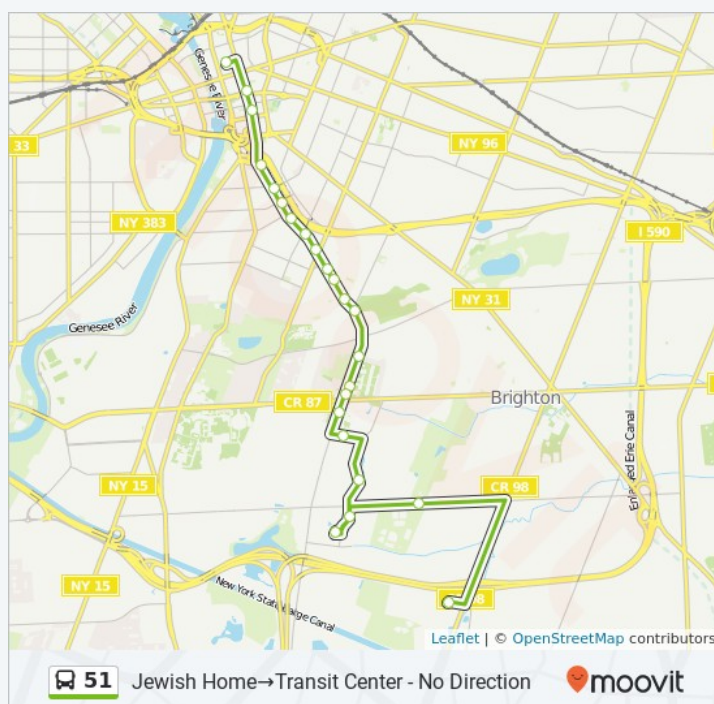 Genesee River
33
NY 96
NY 383
I 590
NY 31
Genesee River
CR 87
Brighton
NY 15
CR 98
Enlarged Erie Canal
NY 15
New York State Barge Canal
Leaflet | © OpenStreetMap contributors
51 Jewish Home→Transit Center - No Direction moovit